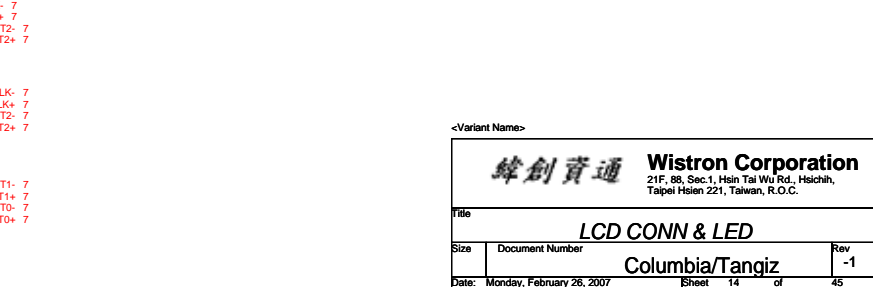 - 7
+ 7
T2- 7
T2+ 7
LK- 7
LK+ 7
T2- 7
T2+ 7
T1- 7
T1+ 7
T0- 7
T0+ 7
<Variant Name>
緯創資通
Wistron Corporation
21F, 88, Sec.1, Hsin Tai Wu Rd., Hsichih,
Taipei Hsien 221, Taiwan, R.O.C.
Title
LCD CONN & LED
Size Document Number Rev
Columbia/Tangiz -1
Date: Monday, February 26, 2007 Sheet 14 of 45